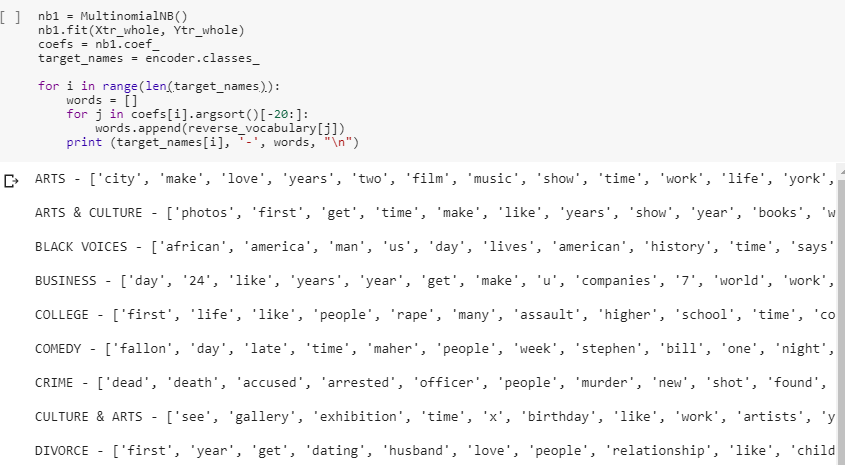 [ ] nb1 = MultinomialNB()
nb1.fit(Xtr_whole, Ytr_whole)
coefs = nb1.coef_
target_names = encoder.classes_
for i in range(len(target_names)):
words = []
for j in coefs[i].argsort()[-20:]:
words.append(reverse_vocabulary[j])
print (target_names[i], '-', words, "\n")
ARTS - ['city', 'make', 'love', 'years', 'two', 'film', 'music', 'show', 'time', 'work', 'life', 'york',
ARTS & CULTURE - ['photos', 'first', 'get', 'time', 'make', 'like', 'years', 'show', 'year', 'books', 'w
BLACK VOICES - ['african', 'america', 'man', 'us', 'day', 'lives', 'american', 'history', 'time', 'says'
BUSINESS - ['day', '24', 'like', 'years', 'year', 'get', 'make', 'u', 'companies', '7', 'world', 'work',
COLLEGE - ['first', 'life', 'like', 'people', 'rape', 'many', 'assault', 'higher', 'school', 'time', 'co
COMEDY - ['fallon', 'day', 'late', 'time', 'maher', 'people', 'week', 'stephen', 'bill', 'one', 'night',
CRIME - ['dead', 'death', 'accused', 'arrested', 'officer', 'people', 'murder', 'new', 'shot', 'found',
CULTURE & ARTS - ['see', 'gallery', 'exhibition', 'time', 'x', 'birthday', 'like', 'work', 'artists', 'y
DIVORCE - ['first', 'year', 'get', 'dating', 'husband', 'love', 'people', 'relationship', 'like', 'child